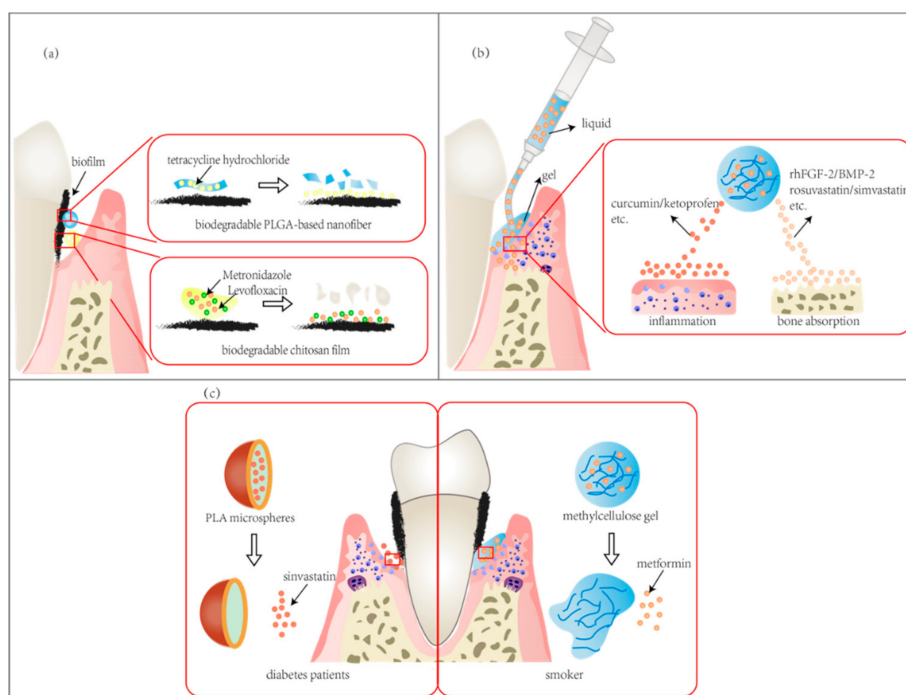 (a)
biofilm
tetracycline hydrochloride
biodegradable PLGA-based nanofiber
Metronidazole
Levofloxacin
biodegradable chitosan film
(b)
liquid
gel
curcumin/ketoprofen
etc.
rhFGF-2/BMP-2
rosuvastatin/simvastatin
etc.
inflammation
bone absorption
(c)
PLA microspheres
sinvastatin
diabetes patients
methylcellulose gel
metformin
smoker